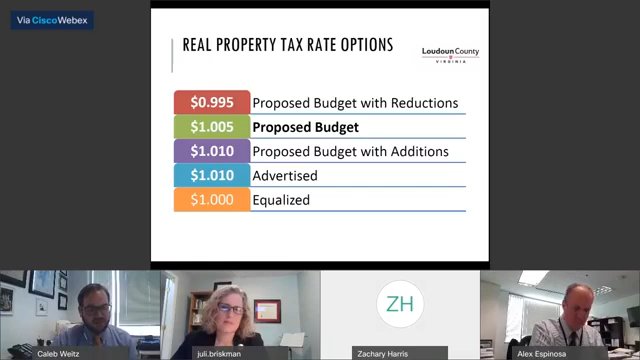 Via Cisco Webex
REAL PROPERTY TAX RATE OPTIONS
Loudoun County
VIRGINIA
$0.995 Proposed Budget with Reductions
$1.005 Proposed Budget
$1.010 Proposed Budget with Additions
$1.010 Advertised
$1.000 Equalized
ZH
Caleb Weitz
juli.briskman
Zachary Harris
Alex Espinosa